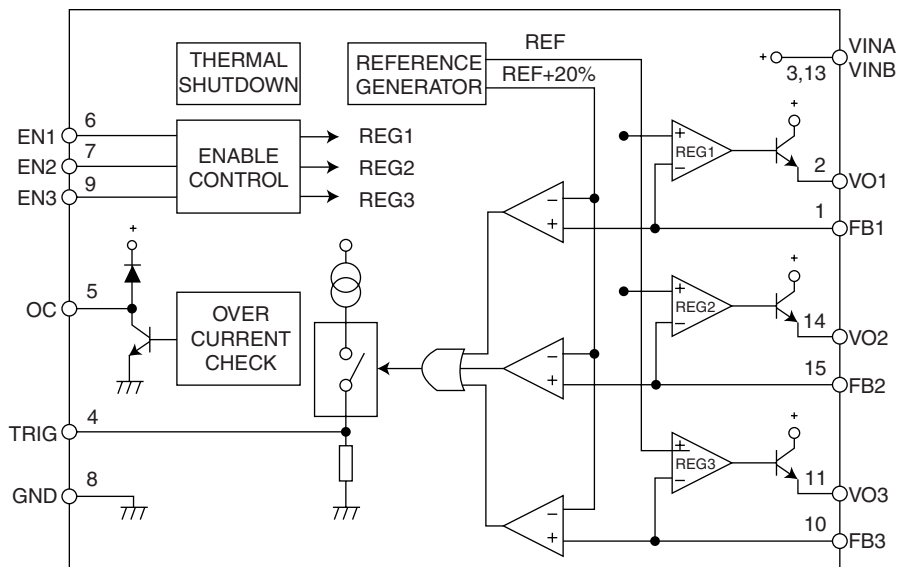 REF
VINA
3,13
VINB
THERMAL
SHUTDOWN
REFERENCE
GENERATOR
REF+20%
EN1
6
EN2
7
EN3
9
ENABLE
CONTROL
REG1
REG2
REG3
+
REG1
−
+
2
VO1
1
FB1
−
+
+
+
OC
5
OVER
CURRENT
CHECK
+
REG2
−
+
14
VO2
15
FB2
−
+
TRIG
4
GND
8
+
REG3
−
+
11
VO3
10
FB3
−
+